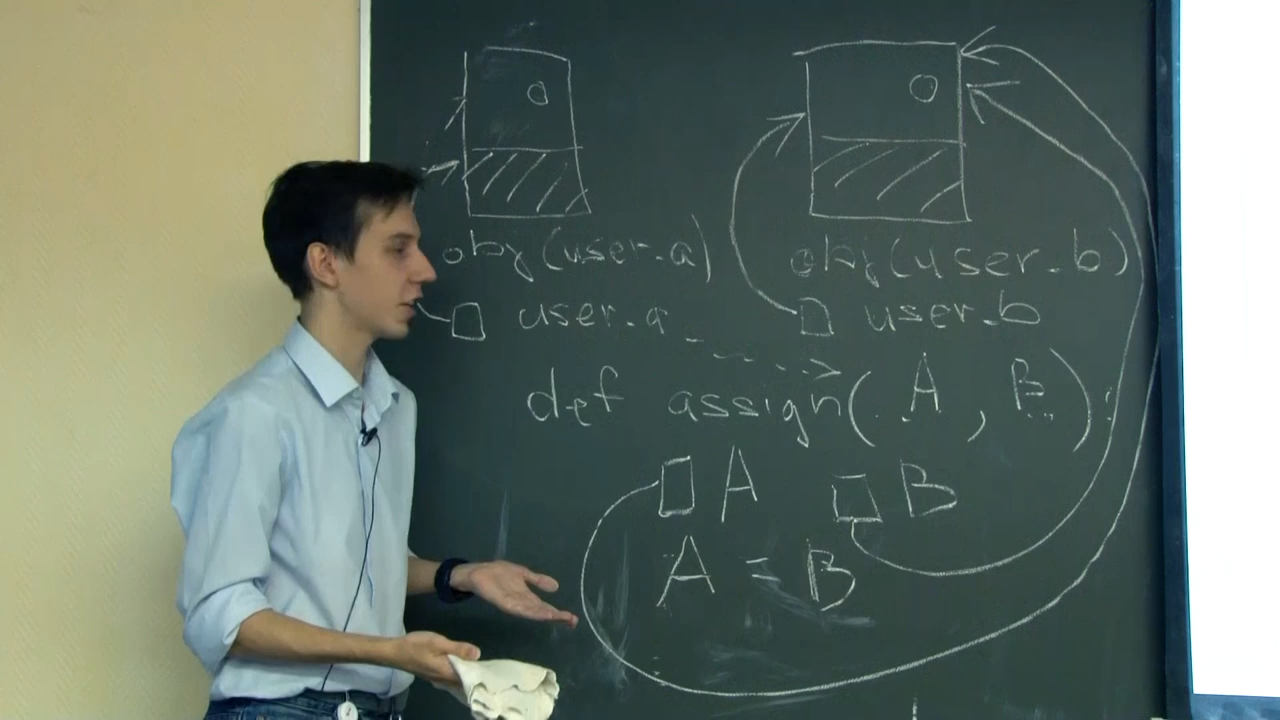 obj(user_a) obj(user_b)
user_a user_b
def assign(A, B):
A B
A = B